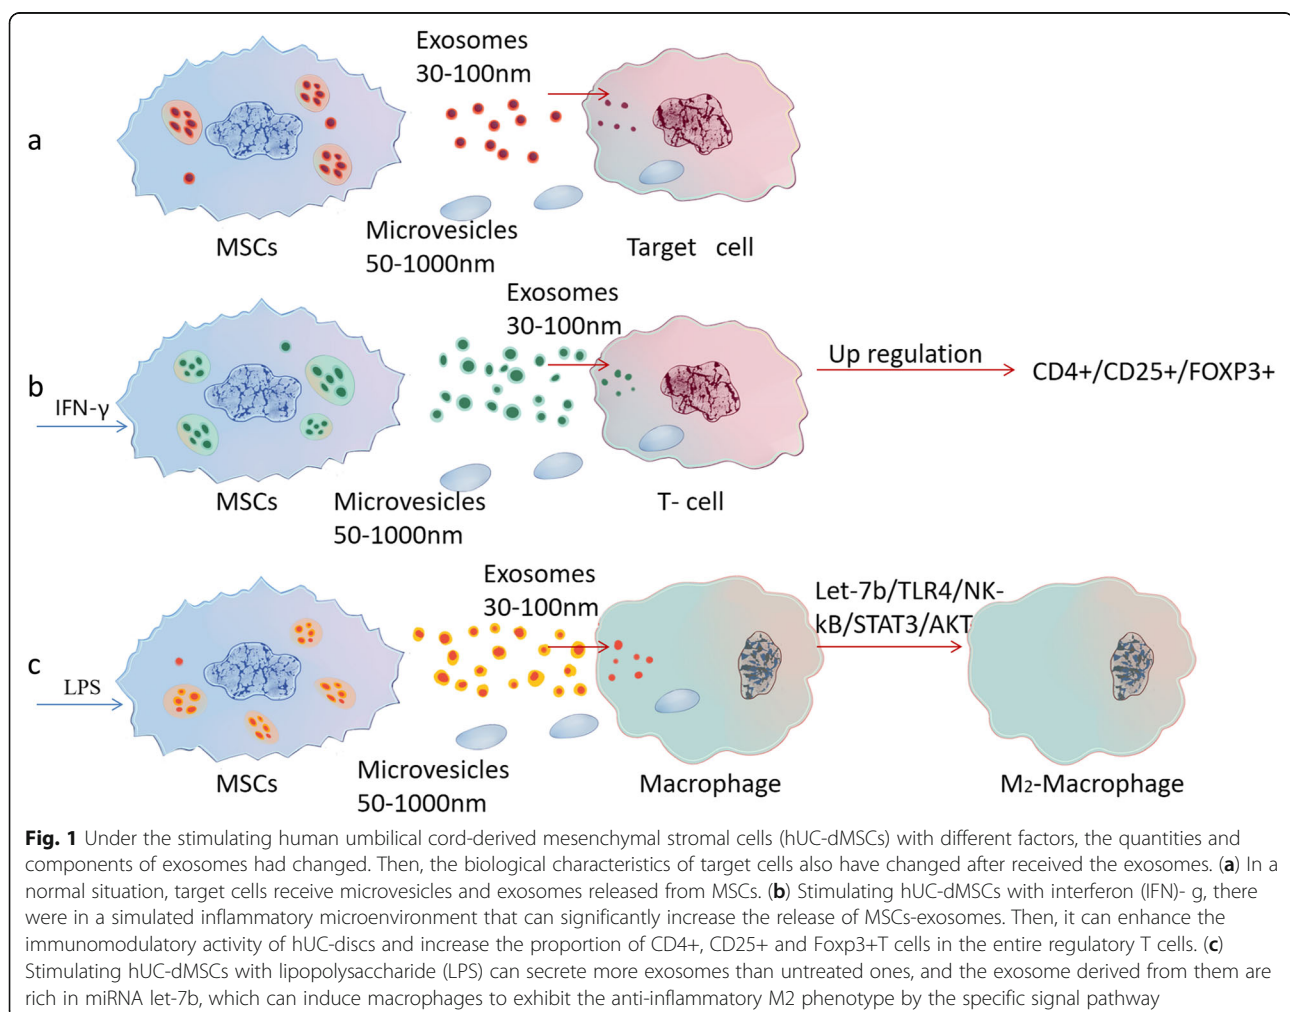 Exosomes
30-100nm
a
MSCs
Microvesicles
50-1000nm
Target cell
Exosomes
30-100nm
b
IFN-γ
Up regulation
CD4+/CD25+/FOXP3+
MSCs
Microvesicles
50-1000nm
T- cell
Exosomes
30-100nm
Let-7b/TLR4/NK-
kB/STAT3/AKT
c
LPS
MSCs
Microvesicles
50-1000nm
Macrophage
M2-Macrophage
Fig. 1 Under the stimulating human umbilical cord-derived mesenchymal stromal cells (hUC-dMSCs) with different factors, the quantities and
components of exosomes had changed. Then, the biological characteristics of target cells also have changed after received the exosomes. (a) In a
normal situation, target cells receive microvesicles and exosomes released from MSCs. (b) Stimulating hUC-dMSCs with interferon (IFN)- g, there
were in a simulated inflammatory microenvironment that can significantly increase the release of MSCs-exosomes. Then, it can enhance the
immunomodulatory activity of hUC-discs and increase the proportion of CD4+, CD25+ and Foxp3+T cells in the entire regulatory T cells. (c)
Stimulating hUC-dMSCs with lipopolysaccharide (LPS) can secrete more exosomes than untreated ones, and the exosome derived from them are
rich in miRNA let-7b, which can induce macrophages to exhibit the anti-inflammatory M2 phenotype by the specific signal pathway